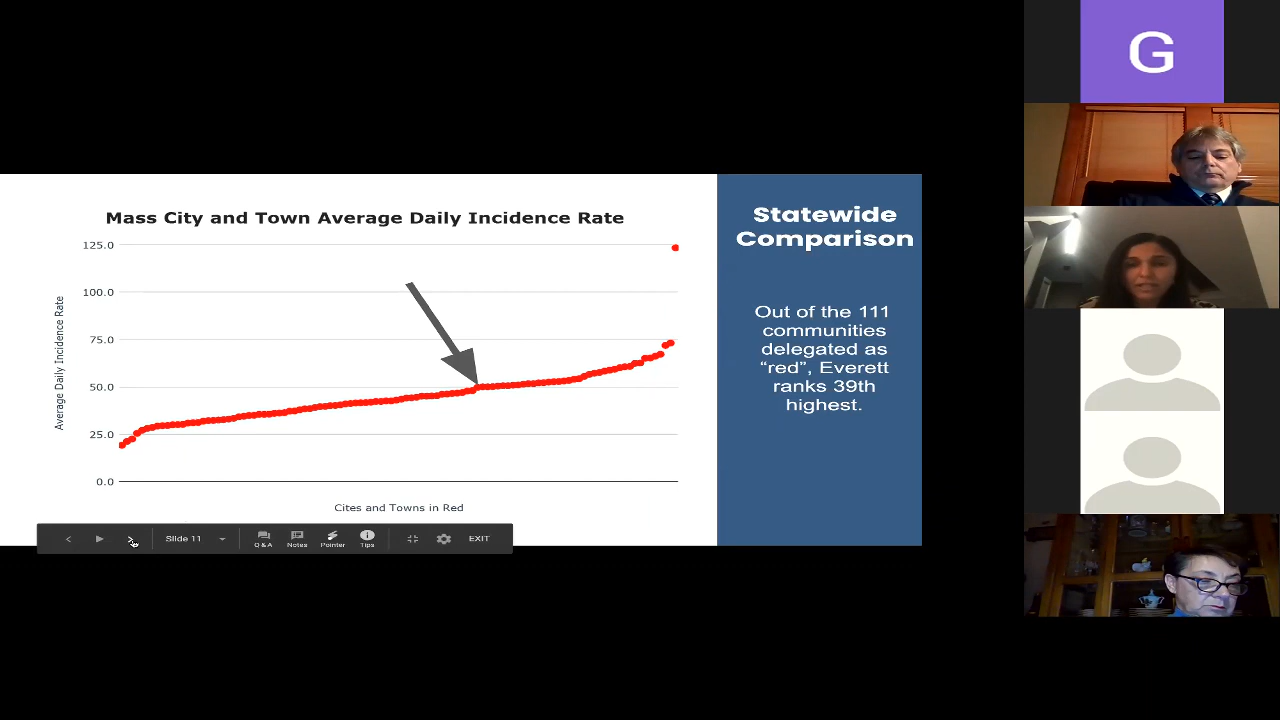 G
Mass City and Town Average Daily Incidence Rate
125.0
100.0
75.0
50.0
25.0
0.0
Average Daily Incidence Rate
Cites and Towns in Red
Statewide
Comparison
Out of the 111
communities
delegated as
“red”, Everett
ranks 39th
highest.
Slide 11
Q & A
Notes
Pointer
Tips
EXIT